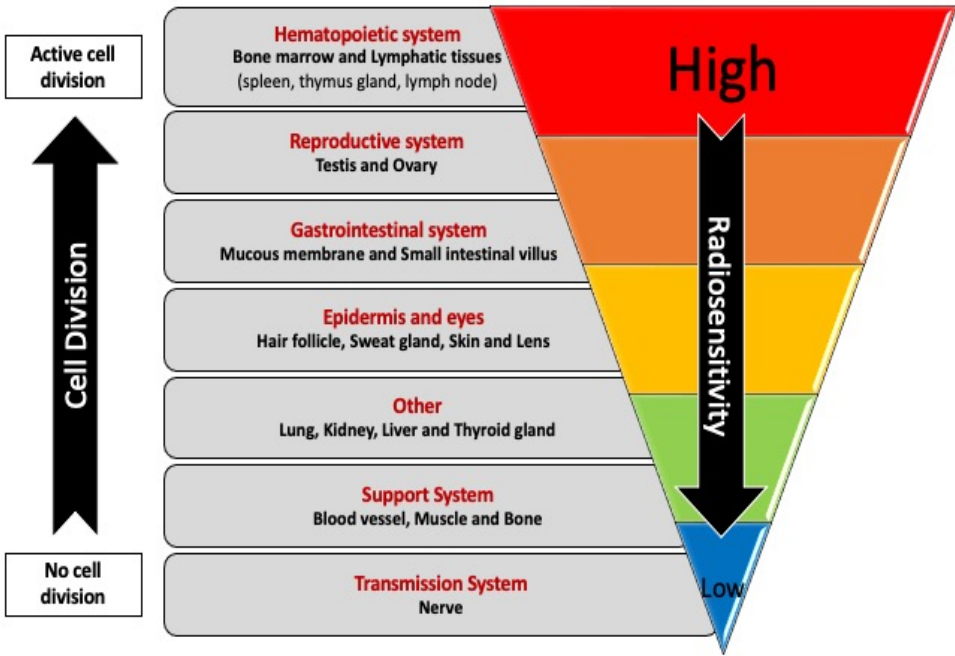 Active cell
division
Cell Division
No cell
division
Hematopoietic system
Bone marrow and Lymphatic tissues
(spleen, thymus gland, lymph node)
Reproductive system
Testis and Ovary
Gastrointestinal system
Mucous membrane and Small intestinal villus
Epidermis and eyes
Hair follicle, Sweat gland, Skin and Lens
Other
Lung, Kidney, Liver and Thyroid gland
Support System
Blood vessel, Muscle and Bone
Transmission System
Nerve
High
Radiosensitivity
Low